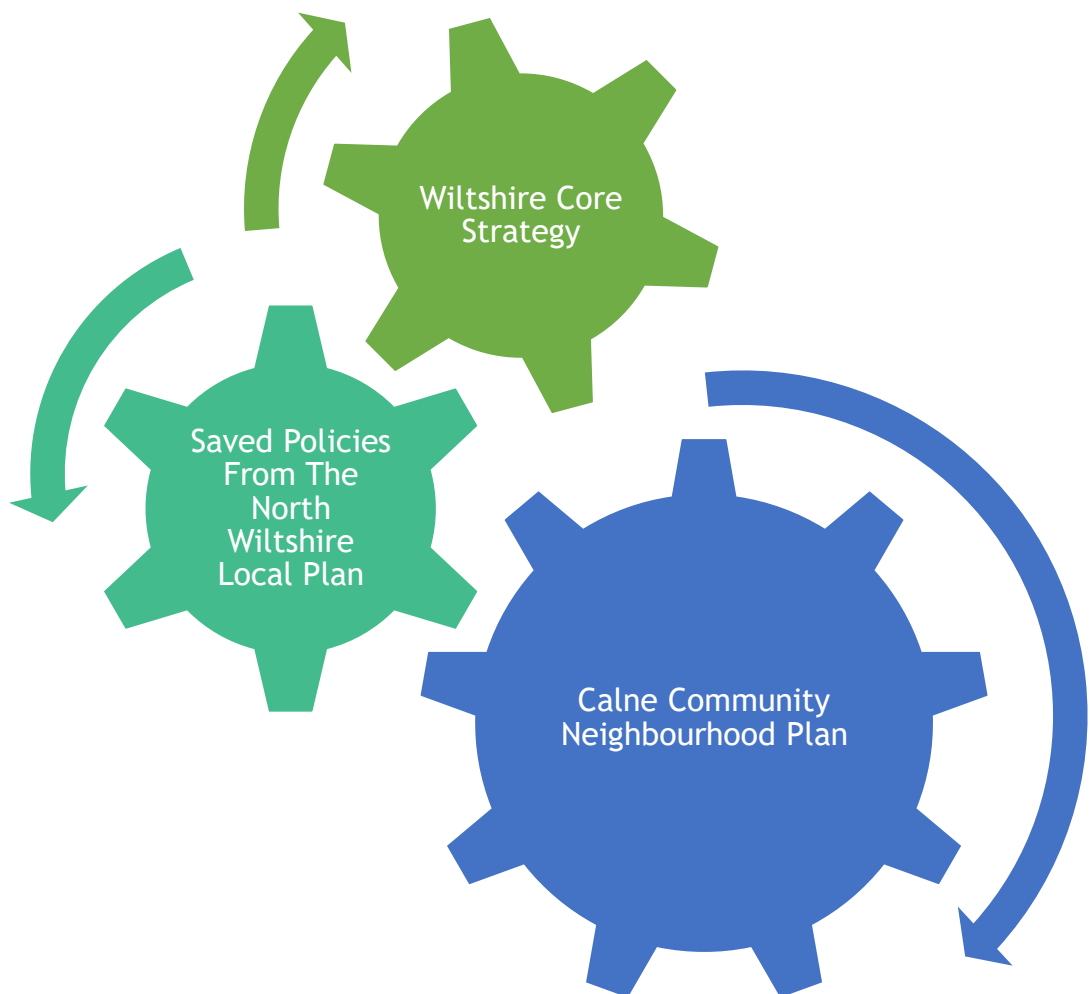 Wiltshire Core
Strategy
Saved Policies
From The
North
Wiltshire
Local Plan
Calne Community
Neighbourhood Plan